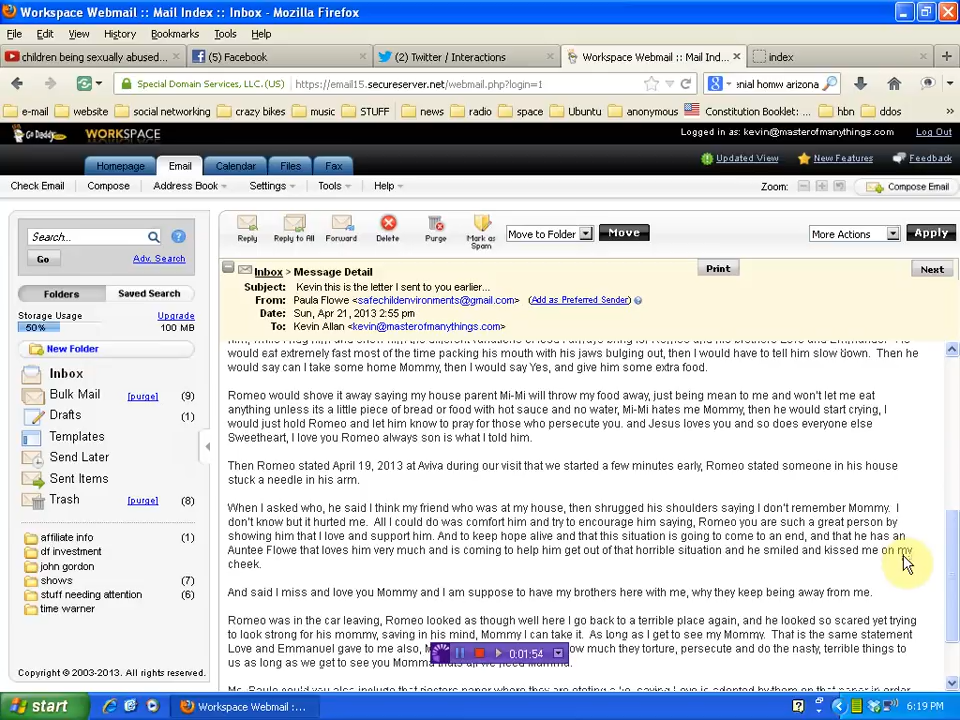 Workspace Webmail :: Mail Index :: Inbox - Mozilla Firefox
File Edit View History Bookmarks Tools Help
children being sexually abused...
(5) Facebook
(2) Twitter / Interactions
Workspace Webmail :: Mail Ind...
index
Special Domain Services, LLC. (US)
https://email15.secureserver.net/webmail.php?login=1
enial homw arizona
e-mail website social networking crazy bikes music STUFF news radio space Ubuntu anonymous Constitution Booklet:... hbn ddos
Go Daddy WORKSPACE
Logged in as: kevin@masterofmanythings.com Log Out
Homepage Email Calendar Files Fax
Updated View New Features Feedback
Check Email Compose Address Book Settings Tools Help
Zoom: Compose Email
Search...
Go Adv. Search
Folders Saved Search
Storage Usage Upgrade
50% 100 MB
New Folder
Inbox
Bulk Mail [purge] (9)
Drafts (1)
Templates
Send Later
Sent Items
Trash [purge] (8)
affiliate info (1)
df investment
john gordon
shows (7)
stuff needing attention (6)
time warner
Copyright © 2003-2013. All rights reserved.
Reply Reply to All Forward Delete Purge Mark as Spam
Move to Folder Move More Actions Apply
Inbox > Message Detail
Print Next
Subject: Kevin this is the letter I sent to you earlier...
From: Paula Flowe <safechildenvironments@gmail.com> (Add as Preferred Sender)
Date: Sun, Apr 21, 2013 2:55 pm
To: Kevin Allan <kevin@masterofmanythings.com>
would eat extremely fast most of the time packing his mouth with his jaws bulging out, then I would have to tell him slow down. Then he
would say can I take some home Mommy, then I would say Yes, and give him some extra food.
Romeo would shove it away saying my house parent Mi-Mi will throw my food away, just being mean to me and won't let me eat
anything unless its a little piece of bread or food with hot sauce and no water, Mi-Mi hates me Mommy, then he would start crying, I
would just hold Romeo and let him know to pray for those who persecute you. and Jesus loves you and so does everyone else
Sweetheart, I love you Romeo always son is what I told him.
Then Romeo stated April 19, 2013 at Aviva during our visit that we started a few minutes early, Romeo stated someone in his house
stuck a needle in his arm.
When I asked who, he said I think my friend who was at my house, then shrugged his shoulders saying I don't remember Mommy. I
don't know but it hurted me. All I could do was comfort him and try to encourage him saying, Romeo you are such a great person by
showing him that I love and support him. And to keep hope alive and that this situation is going to come to an end, and that he has an
Auntee Flowe that loves him very much and is coming to help him get out of that horrible situation and he smiled and kissed me on my
cheek.
And said I miss and love you Mommy and I am suppose to have my brothers here with me, why they keep being away from me.
Romeo was in the car leaving, Romeo looked as though well here I go back to a terrible place again, and he looked so scared yet trying
to look strong for his mommy, saying in his mind, Mommy I can take it. As long as I get to see my Mommy. That is the same statement
Love and Emmanuel gave to me also, how much they torture, persecute and do the nasty, terrible things to
us as long as we get to see you
0:01:54
start
Workspace Webmail :...
6:19 PM